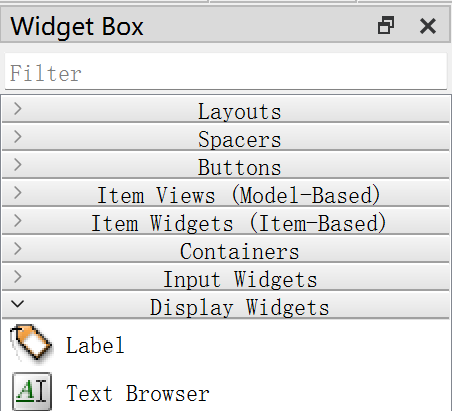 Widget Box
Filter
Layouts
Spacers
Buttons
Item Views (Model-Based)
Item Widgets (Item-Based)
Containers
Input Widgets
Display Widgets
Label
AI Text Browser